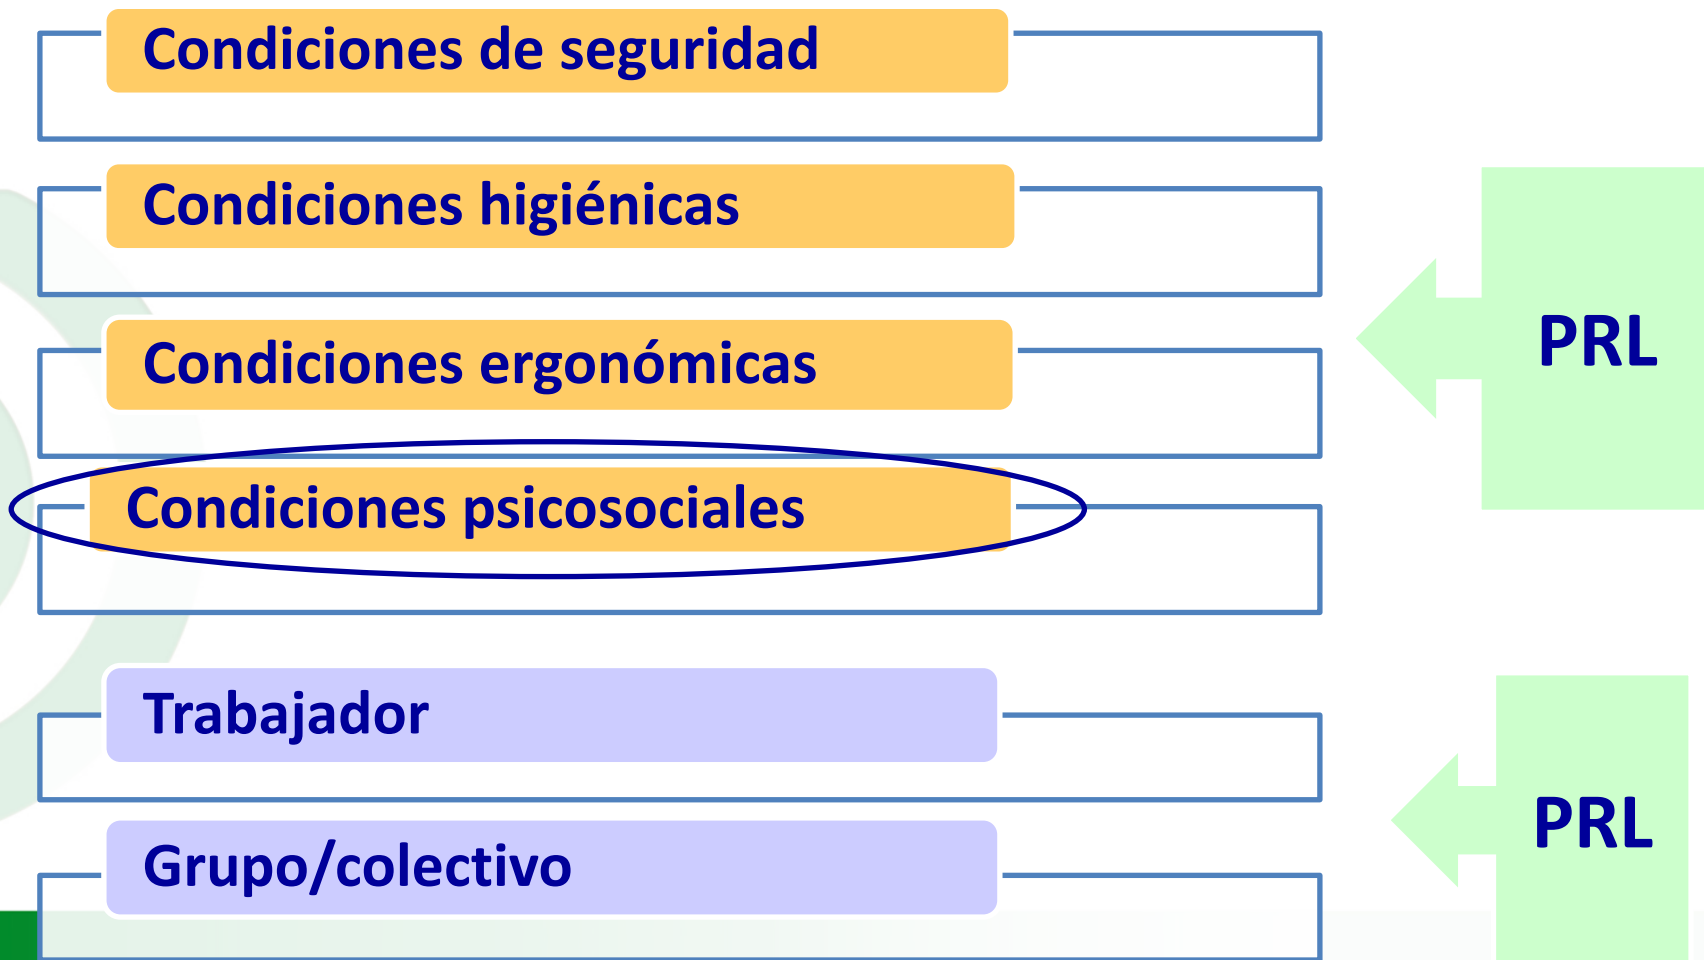 Condiciones de seguridad
Condiciones higiénicas
Condiciones ergonómicas
Condiciones psicosociales
PRL
Trabajador
Grupo/colectivo
PRL